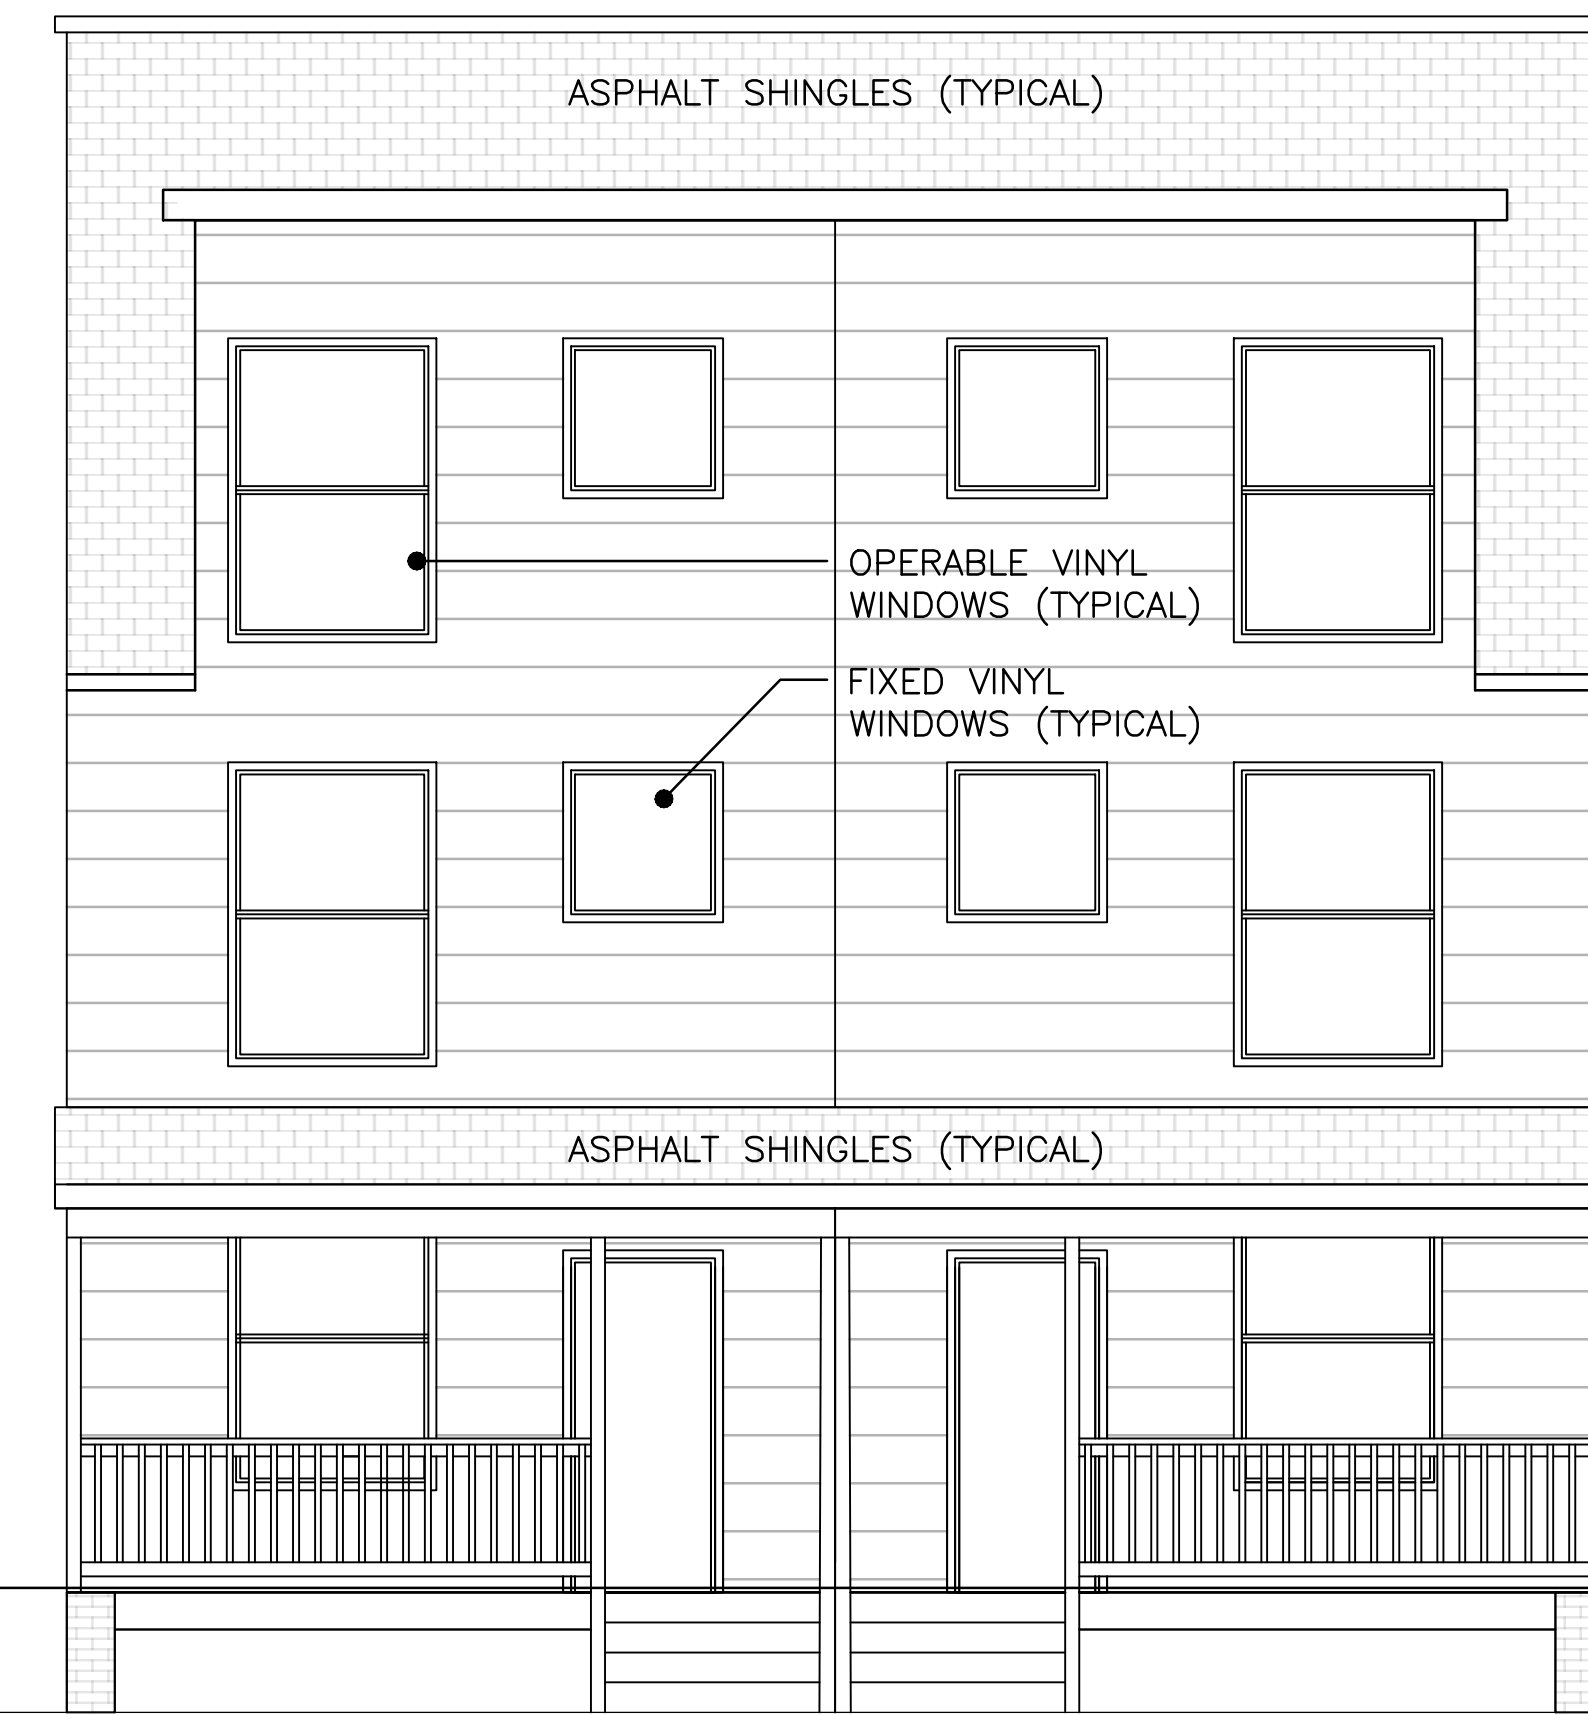 ASPHALT SHINGLES (TYPICAL)
OPERABLE VINYL
WINDOWS (TYPICAL)
FIXED VINYL
WINDOWS (TYPICAL)
ASPHALT SHINGLES (TYPICAL)